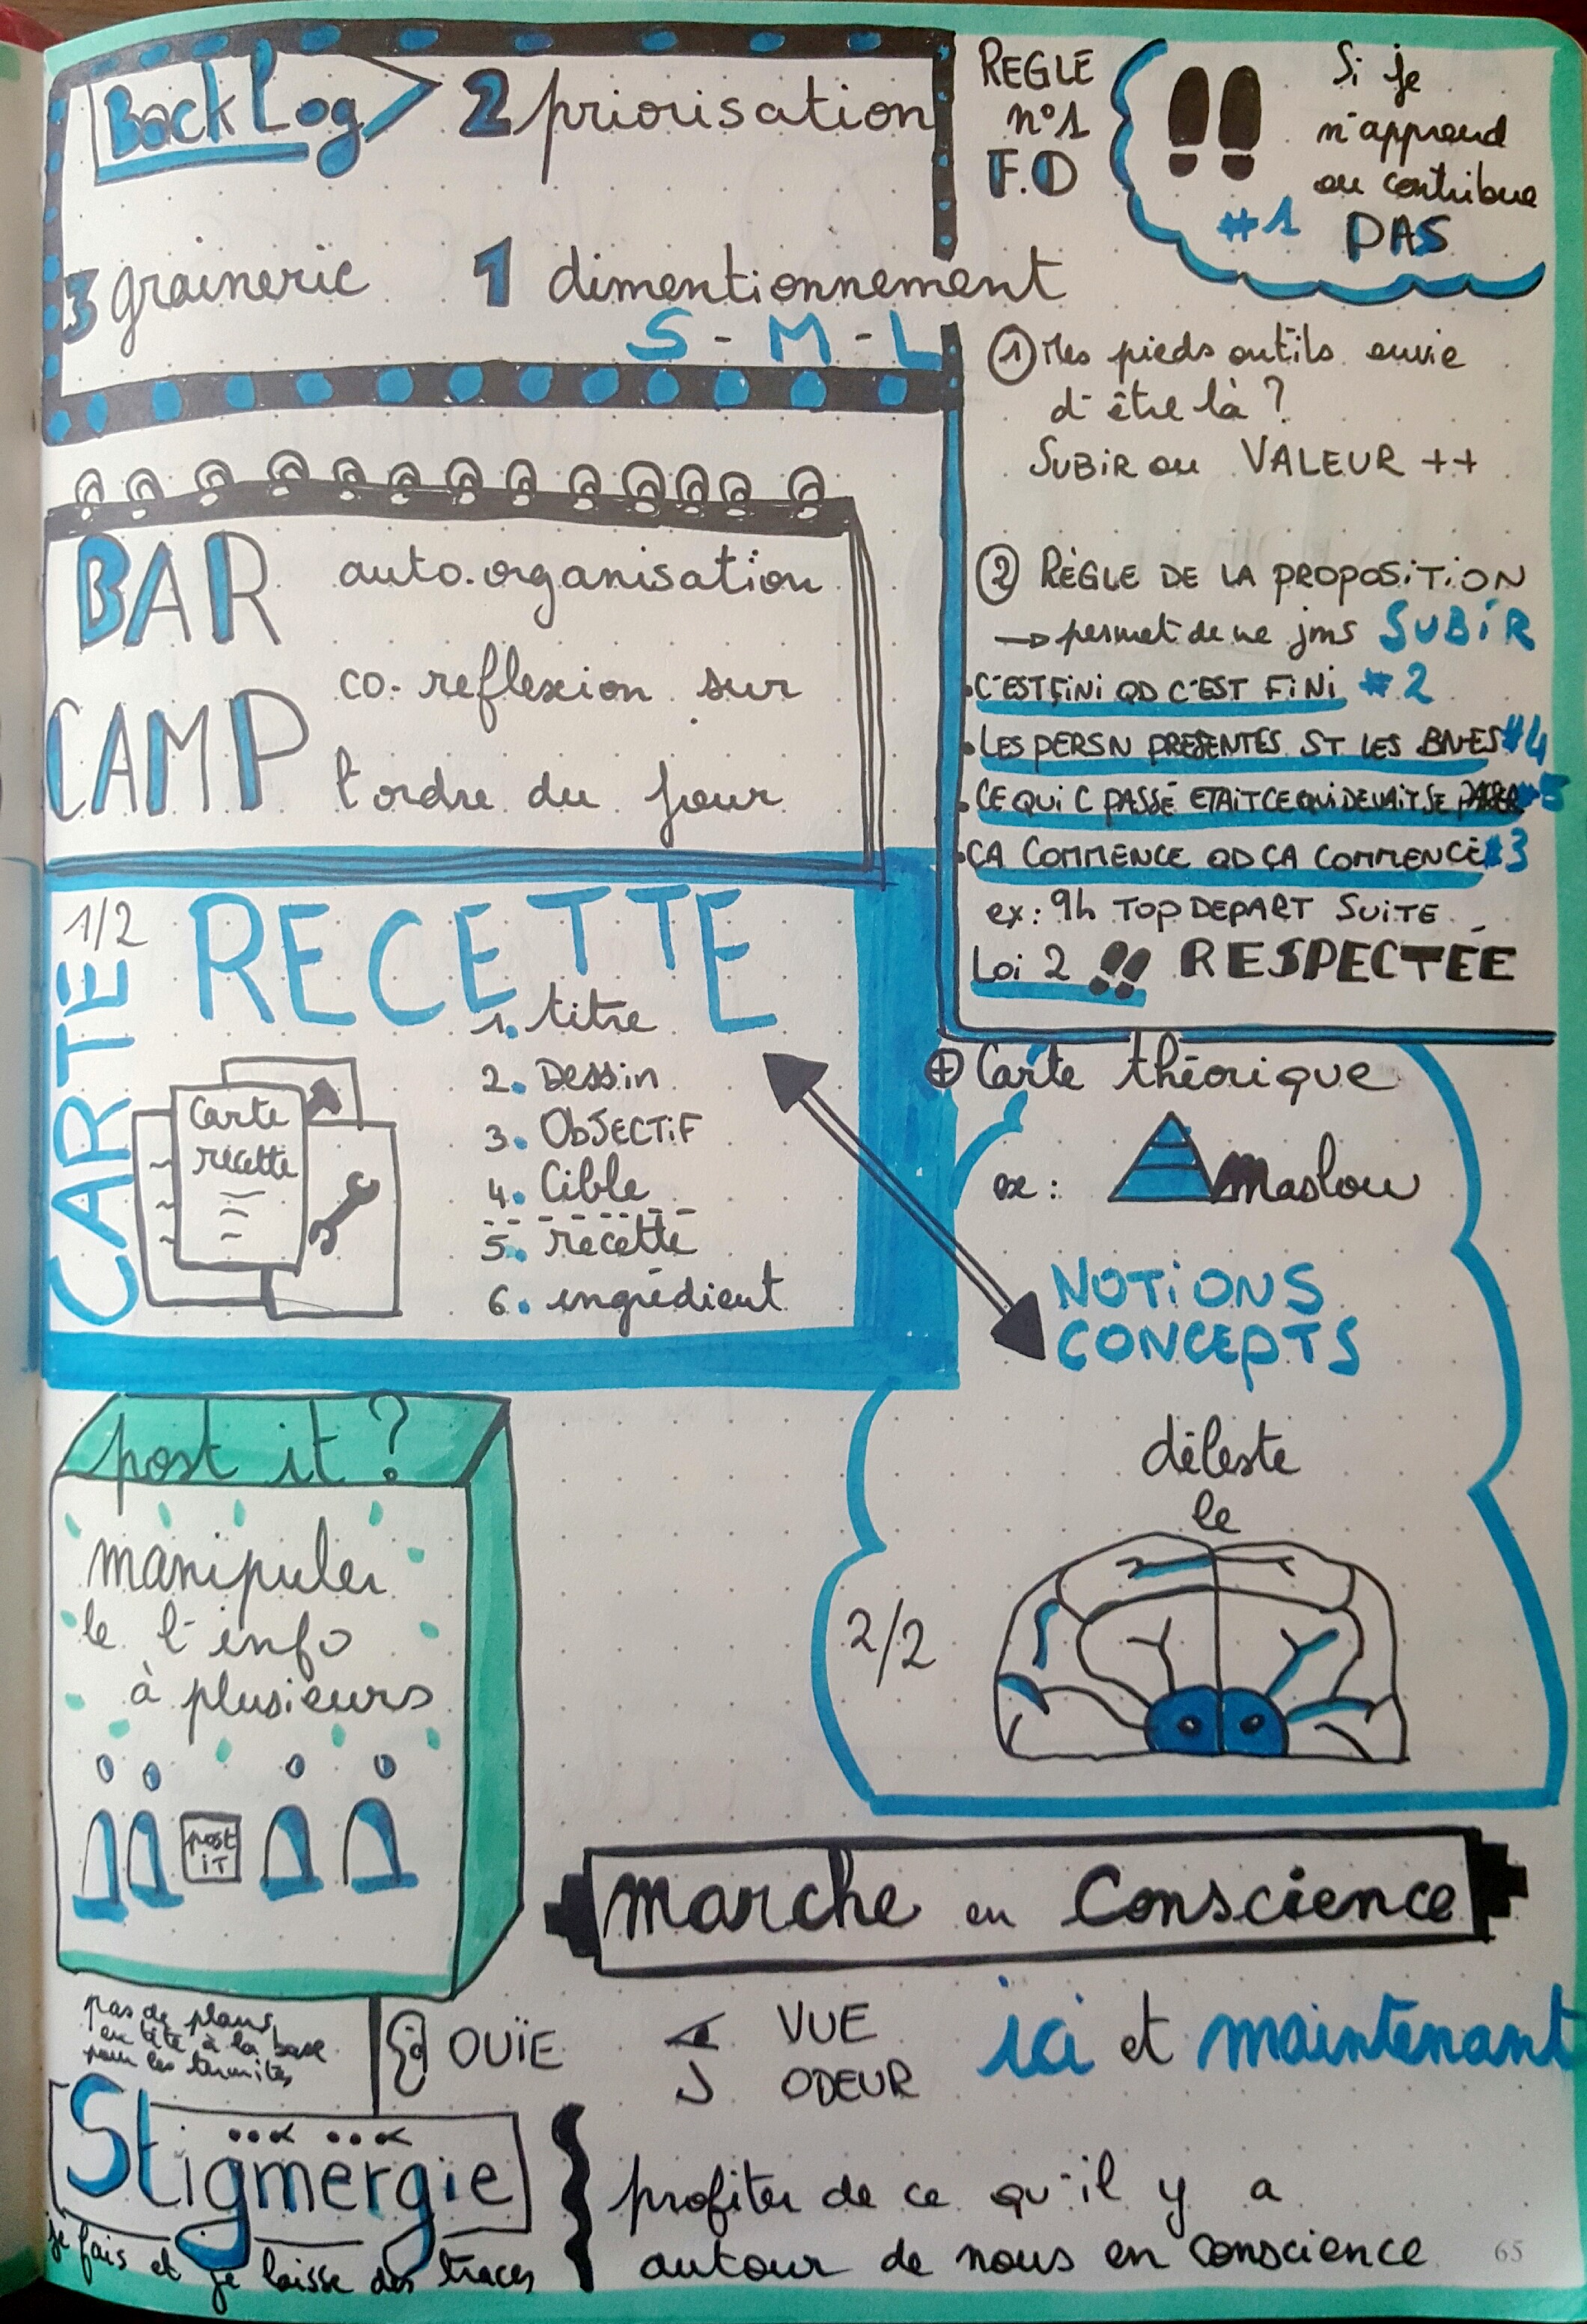 BackLog 2 priorisation
3 grainerie 1 dimentionnement
S - M - L
REGLE
n°1
F.O
#1
Si je
n'apprend
ou contribue
PAS
① Mes pieds ont ils envie
d'être là ?
SUBIR ou VALEUR ++
② RÈGLE DE LA PROPOSITION
→ permet de ne jms SUBIR
• C'EST FINI QD C'EST FINI #2
• LES PERSN PRESENTES ST LES BNES #4
• CE QUI C PASSÉ ETAIT CE QUI DEVAIT SE PASSER #5
• ÇA COMMENCE QD ÇA COMMENCE #3
ex: 9h TOP DEPART SUITE
Loi 2 RESPECTÉE
BAR
CAMP
auto.organisation
co-reflexion sur
l'ordre du jour
1/2
CARTE
RECETTE
Carte
recette
1. titre
2. Dessin
3. ObJECTiF
4. Cible
5. recette
6. ingrédient
⊕ Carte théorique
ex: maslow
NOTIONS
CONCEPTS
déleste
le
2/2
post it ?
manipuler
le l'info
à plusieurs
post
iT
marche en Conscience
OUÏE
VUE
ODEUR
ici et maintenant
profiter de ce qu'il y a
autour de nous en conscience
pas de plans
en tête à la base
pour les termites
Stigmergie
je fais et je laisse des traces
65